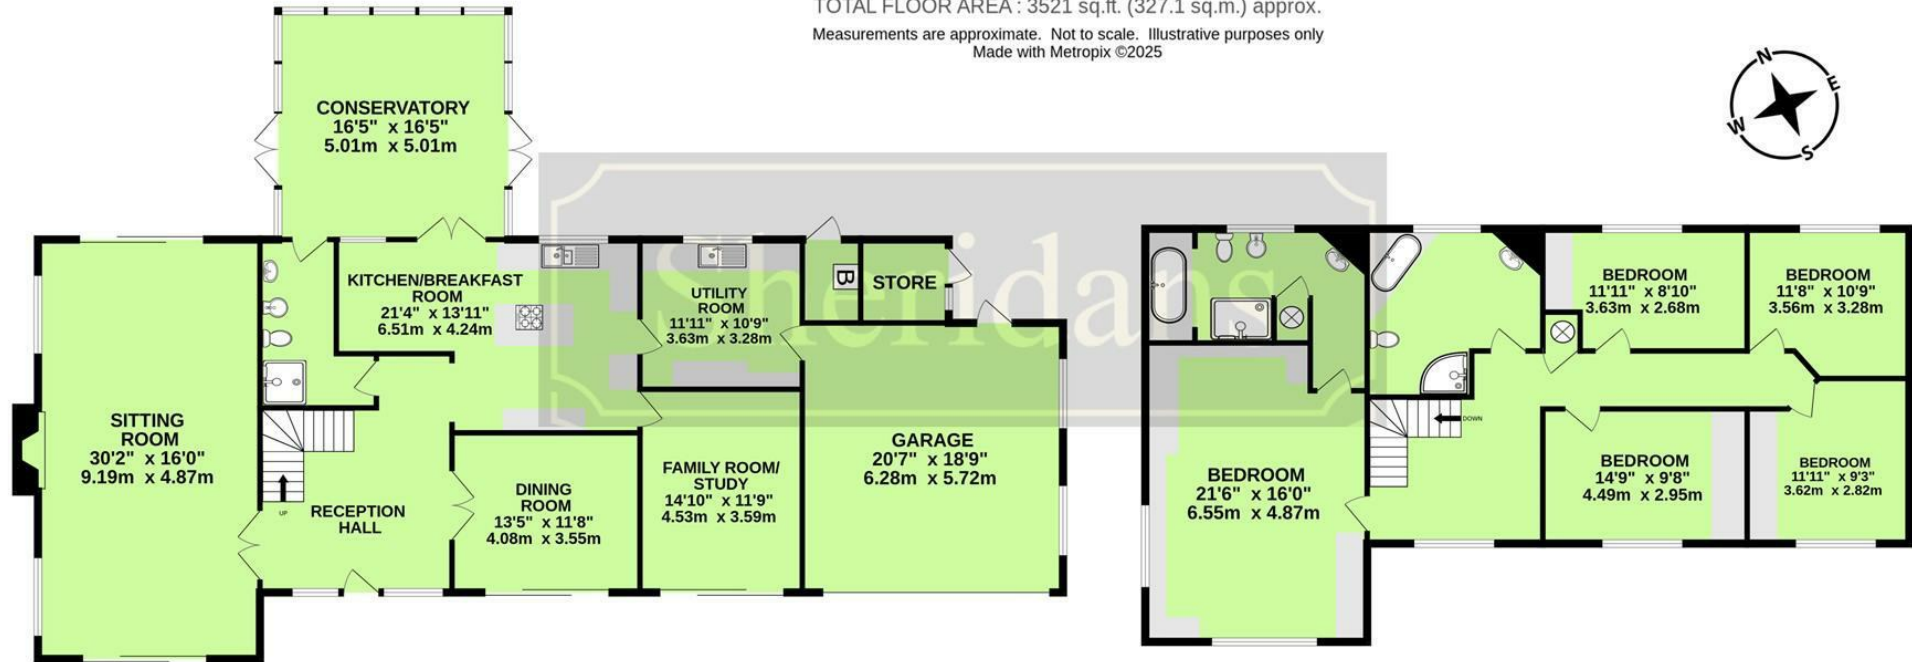 TOTAL FLOOR AREA : 3521 sq.ft. (327.1 sq.m.) approx.
Measurements are approximate. Not to scale. Illustrative purposes only
Made with Metropix ©2025
N
E
S
W
Sheridans
CONSERVATORY
16'5" x 16'5"
5.01m x 5.01m
KITCHEN/BREAKFAST
ROOM
21'4" x 13'11"
6.51m x 4.24m
UTILITY
ROOM
11'11" x 10'9"
3.63m x 3.28m
B
STORE
SITTING
ROOM
30'2" x 16'0"
9.19m x 4.87m
UP
RECEPTION
HALL
DINING
ROOM
13'5" x 11'8"
4.08m x 3.55m
FAMILY ROOM/
STUDY
14'10" x 11'9"
4.53m x 3.59m
GARAGE
20'7" x 18'9"
6.28m x 5.72m
BEDROOM
21'6" x 16'0"
6.55m x 4.87m
DOWN
BEDROOM
11'11" x 8'10"
3.63m x 2.68m
BEDROOM
11'8" x 10'9"
3.56m x 3.28m
BEDROOM
14'9" x 9'8"
4.49m x 2.95m
BEDROOM
11'11" x 9'3"
3.62m x 2.82m